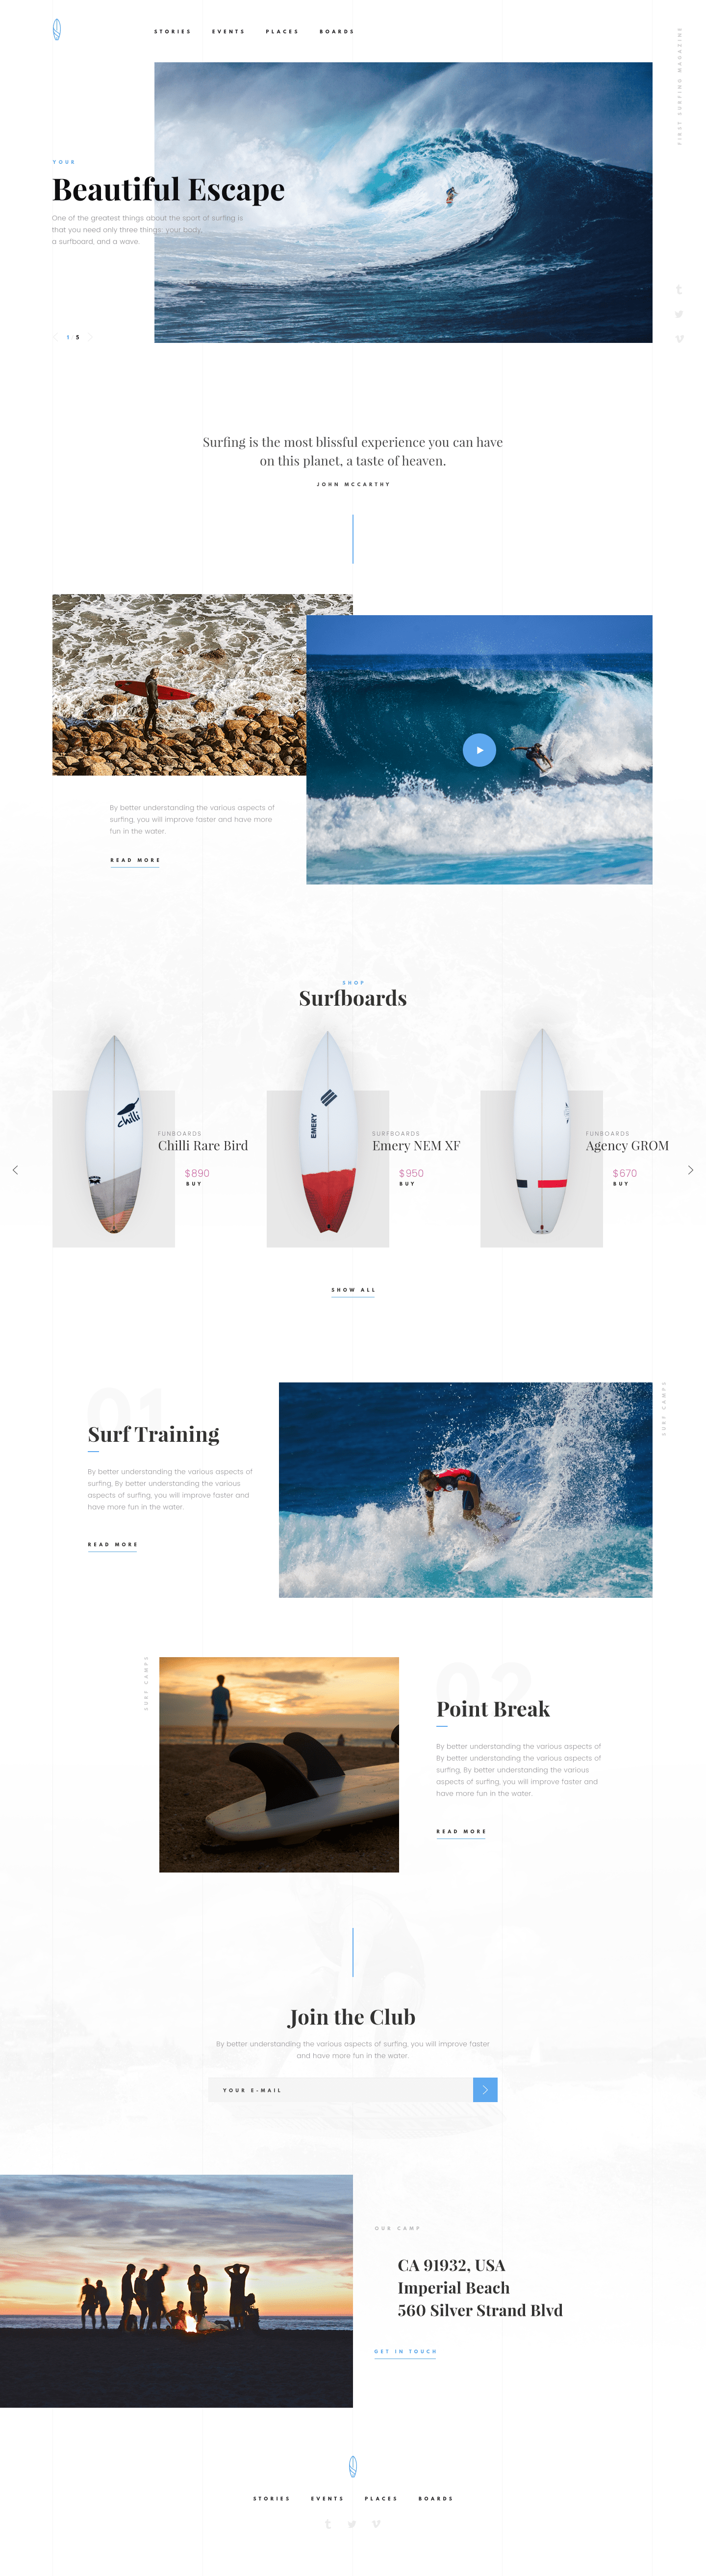 STORIES EVENTS PLACES BOARDS
FIRST SURFING MAGAZINE
YOUR
Beautiful Escape
One of the greatest things about the sport of surfing is
that you need only three things: your body,
a surfboard, and a wave.
1 5
Surfing is the most blissful experience you can have
on this planet, a taste of heaven.
JOHN MCCARTHY
By better understanding the various aspects of
surfing, you will improve faster and have more
fun in the water.
READ MORE
SHOP
Surfboards
chilli
FUNBOARDS
Chilli Rare Bird
$890
BUY
EMERY
SURFBOARDS
Emery NEM XF
$950
BUY
FUNBOARDS
Agency GROM
$670
BUY
SHOW ALL
01
Surf Training
By better understanding the various aspects of
surfing, By better understanding the various
aspects of surfing, you will improve faster and
have more fun in the water.
READ MORE
SURF CAMPS
SURF CAMPS
02
Point Break
By better understanding the various aspects of
By better understanding the various aspects of
surfing, By better understanding the various
aspects of surfing, you will improve faster and
have more fun in the water.
READ MORE
Join the Club
By better understanding the various aspects of surfing, you will improve faster
and have more fun in the water.
YOUR E-MAIL
OUR CAMP
CA 91932, USA
Imperial Beach
560 Silver Strand Blvd
GET IN TOUCH
STORIES EVENTS PLACES BOARDS